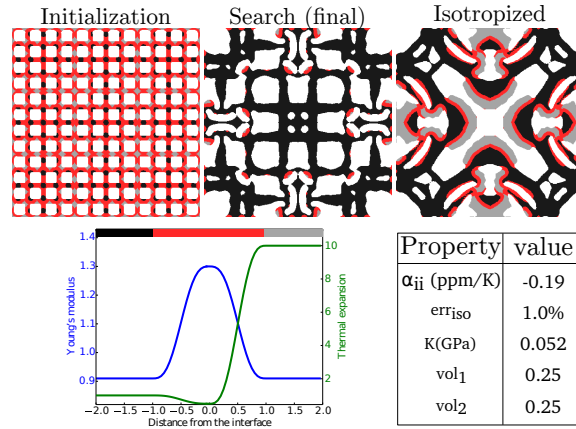 Initialization Search (final) Isotropized
1.4 1.3 1.2 1.1 1.0 0.9
Young's modulus
10 8 6 4 2
Thermal expansion
−2.0 −1.5 −1.0 −0.5 0.0 0.5 1.0 1.5 2.0
Distance from the interface
Property value
αii (ppm/K) -0.19
erriso 1.0%
K(GPa) 0.052
vol1 0.25
vol2 0.25